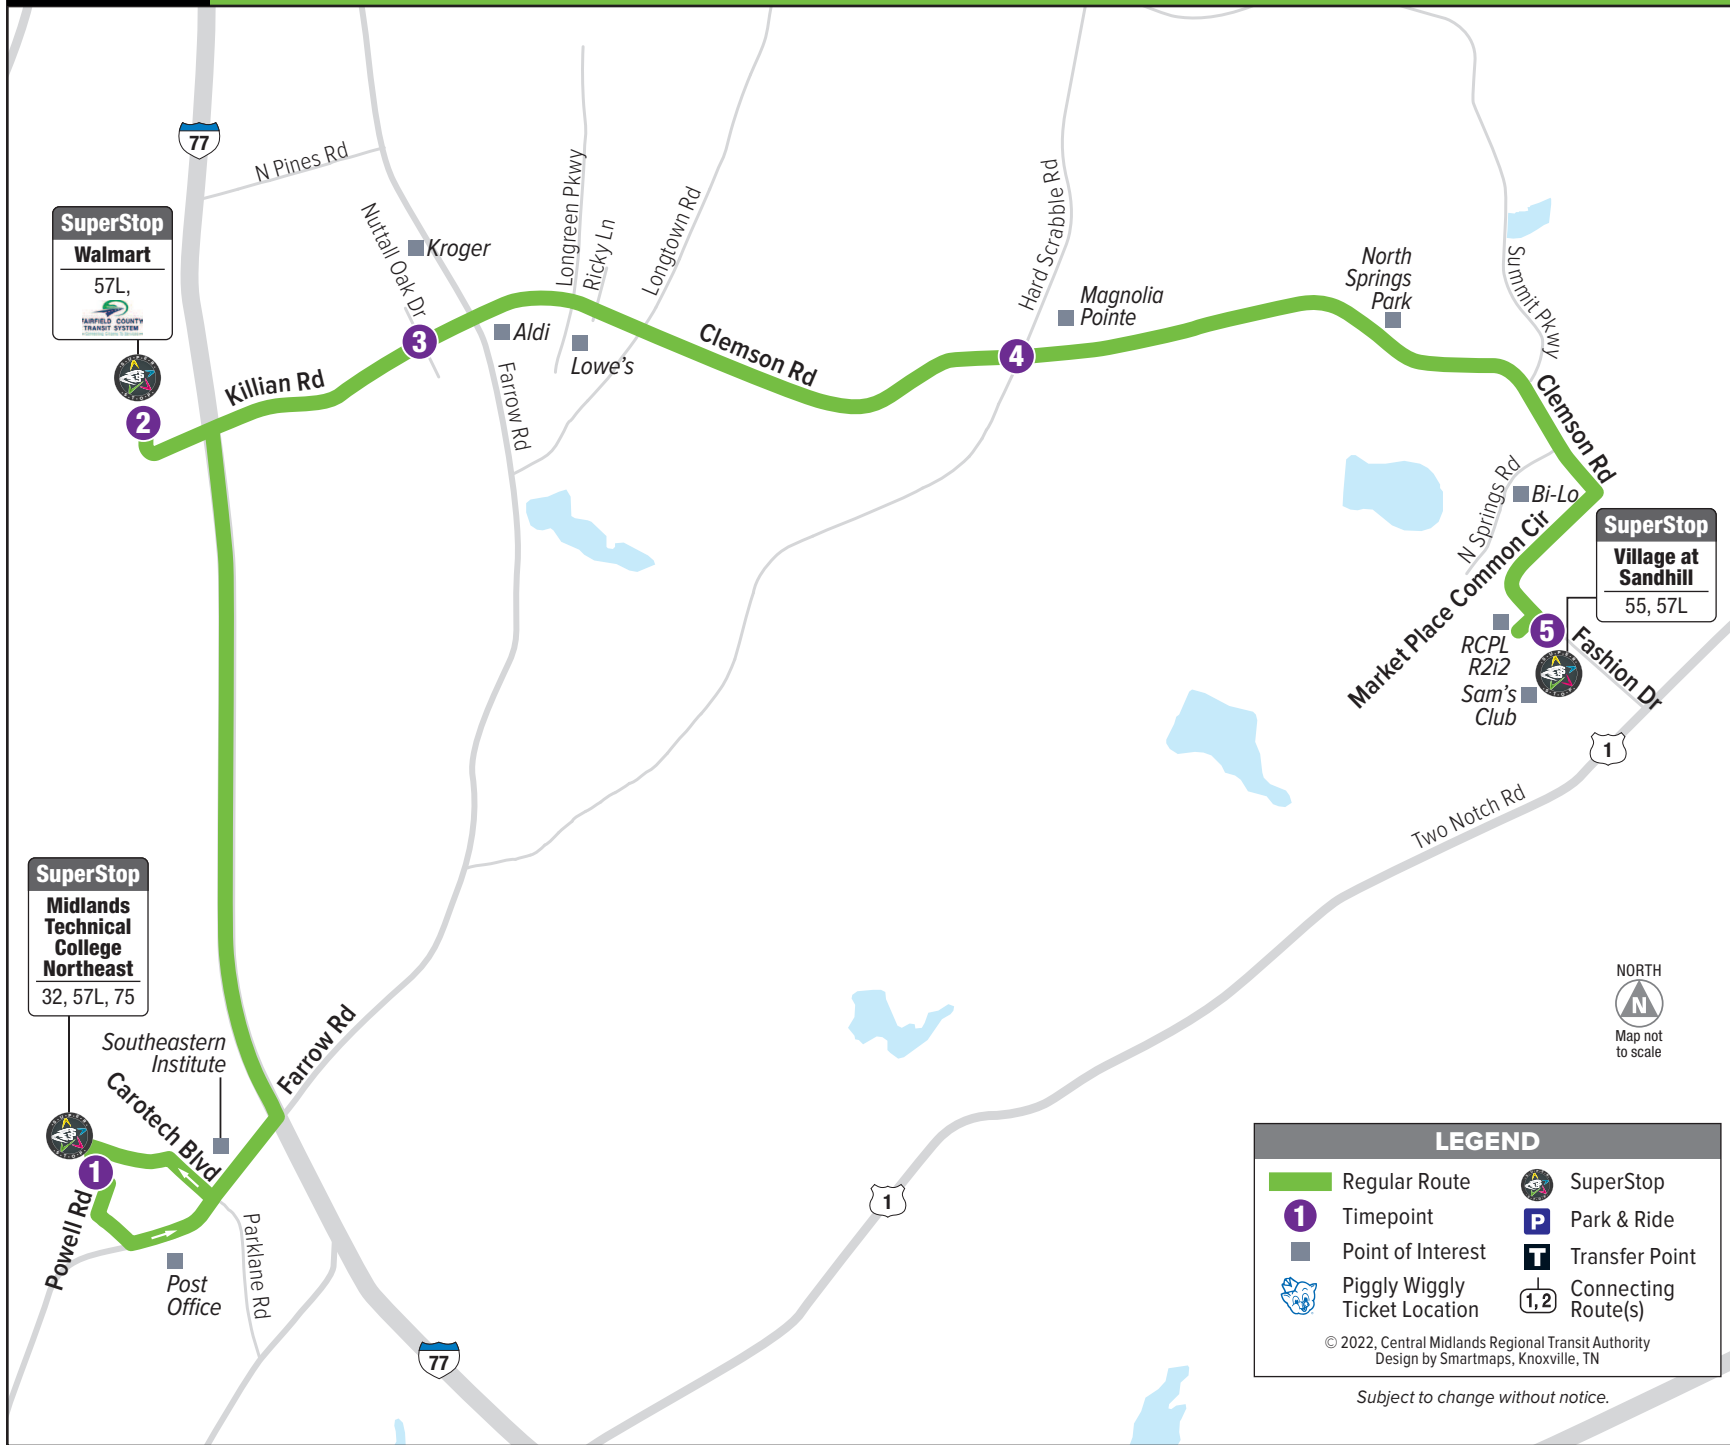 77
N Pines Rd
SuperStop
Walmart
57L,
FAIRFIELD COUNTY
TRANSIT SYSTEM
Nuttall Oak Dr
Kroger
Longreen Pkwy
Ricky Ln
Longtown Rd
Hard Scrabble Rd
Magnolia
Pointe
North
Springs
Park
Summit Pkwy
2
Killian Rd
3
Aldi
Lowe's
Farrow Rd
Clemson Rd
4
Clemson Rd
N Springs Rd
Bi-Lo
Market Place Common Cir
SuperStop
Village at
Sandhill
55, 57L
5
RCPL
R2i2
Sam's
Club
Fashion Dr
1
Two Notch Rd
SuperStop
Midlands
Technical
College
Northeast
32, 57L, 75
Southeastern
Institute
Farrow Rd
Carotech Blvd
1
Powell Rd
Post
Office
Parklane Rd
77
1
NORTH
N
Map not
to scale
LEGEND
Regular Route
1
Timepoint
Point of Interest
Piggly Wiggly
Ticket Location
SuperStop
P
Park & Ride
T
Transfer Point
1, 2
Connecting
Route(s)
© 2022, Central Midlands Regional Transit Authority
Design by Smartmaps, Knoxville, TN
Subject to change without notice.